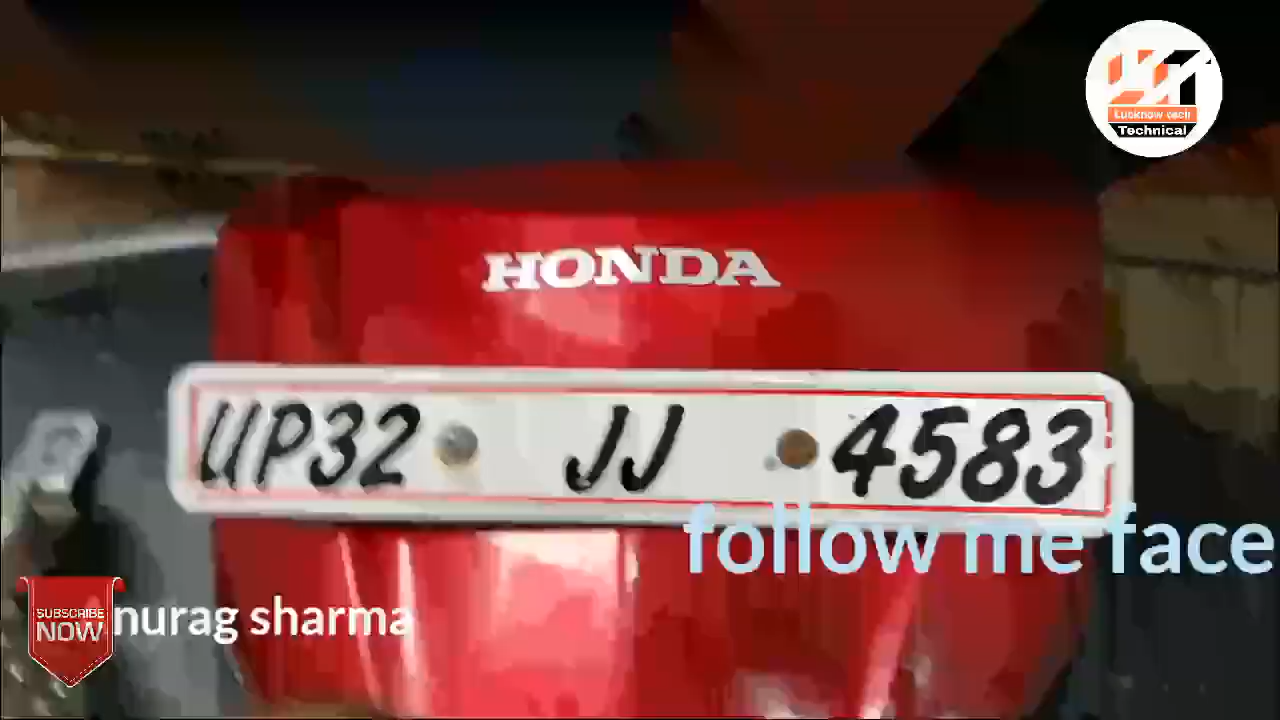 Lucknow tech
Technical
HONDA
UP32 JJ 4583
follow me face
SUBSCRIBE
NOW
nurag sharma